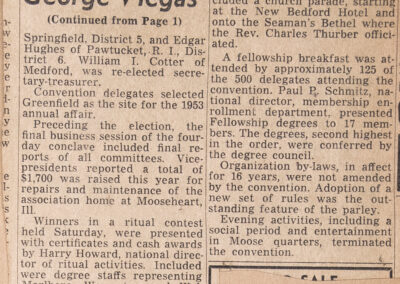 George Viegas
(Continued from Page 1)
Springfield, District 5, and Edgar
Hughes of Pawtucket, R. I., Dis-
trict 6. William I. Cotter of
Medford, was re-elected secre-
tary-treasurer.
Convention delegates selected
Greenfield as the site for the 1953
annual affair.
Preceding the election, the
final business session of the four-
day conclave included final re-
ports of all committees. Vice-
presidents reported a total of
$1,700 was raised this year for
repairs and maintenance of the
association home at Mooseheart,
Ill.
Winners in a ritual contest
held Saturday, were presented
with certificates and cash awards
by Harry Howard, national direc-
tor of ritual activities. Included
were degree staffs representing
cluded a church parade, starting
at the New Bedford Hotel and
onto the Seaman's Bethel where
the Rev. Charles Thurber offici-
ated.
A fellowship breakfast was at-
tended by approximately 125 of
the 500 delegates attending the
convention. Paul P. Schmitz, na-
tional director, membership en-
rollment department, presented
Fellowship degrees to 17 mem-
bers. The degrees, second highest
in the order, were conferred by
the degree council.
Organization by-laws, in affect
for 16 years, were not amended
by the convention. Adoption of a
new set of rules was the out-
standing feature of the parley.
Evening activities, including a
social period and entertainment
in Moose quarters, terminated
the convention.
SALE